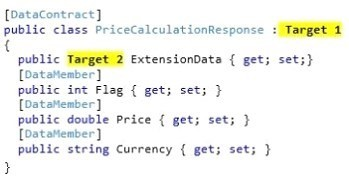 [DataContract]
public class PriceCalculationResponse : Target 1
{
public Target 2 ExtensionData { get; set;}
[DataMember]
public int Flag { get; set; }
[DataMember]
public double Price { get; set; }
[DataMember]
public string Currency { get; set; }
}